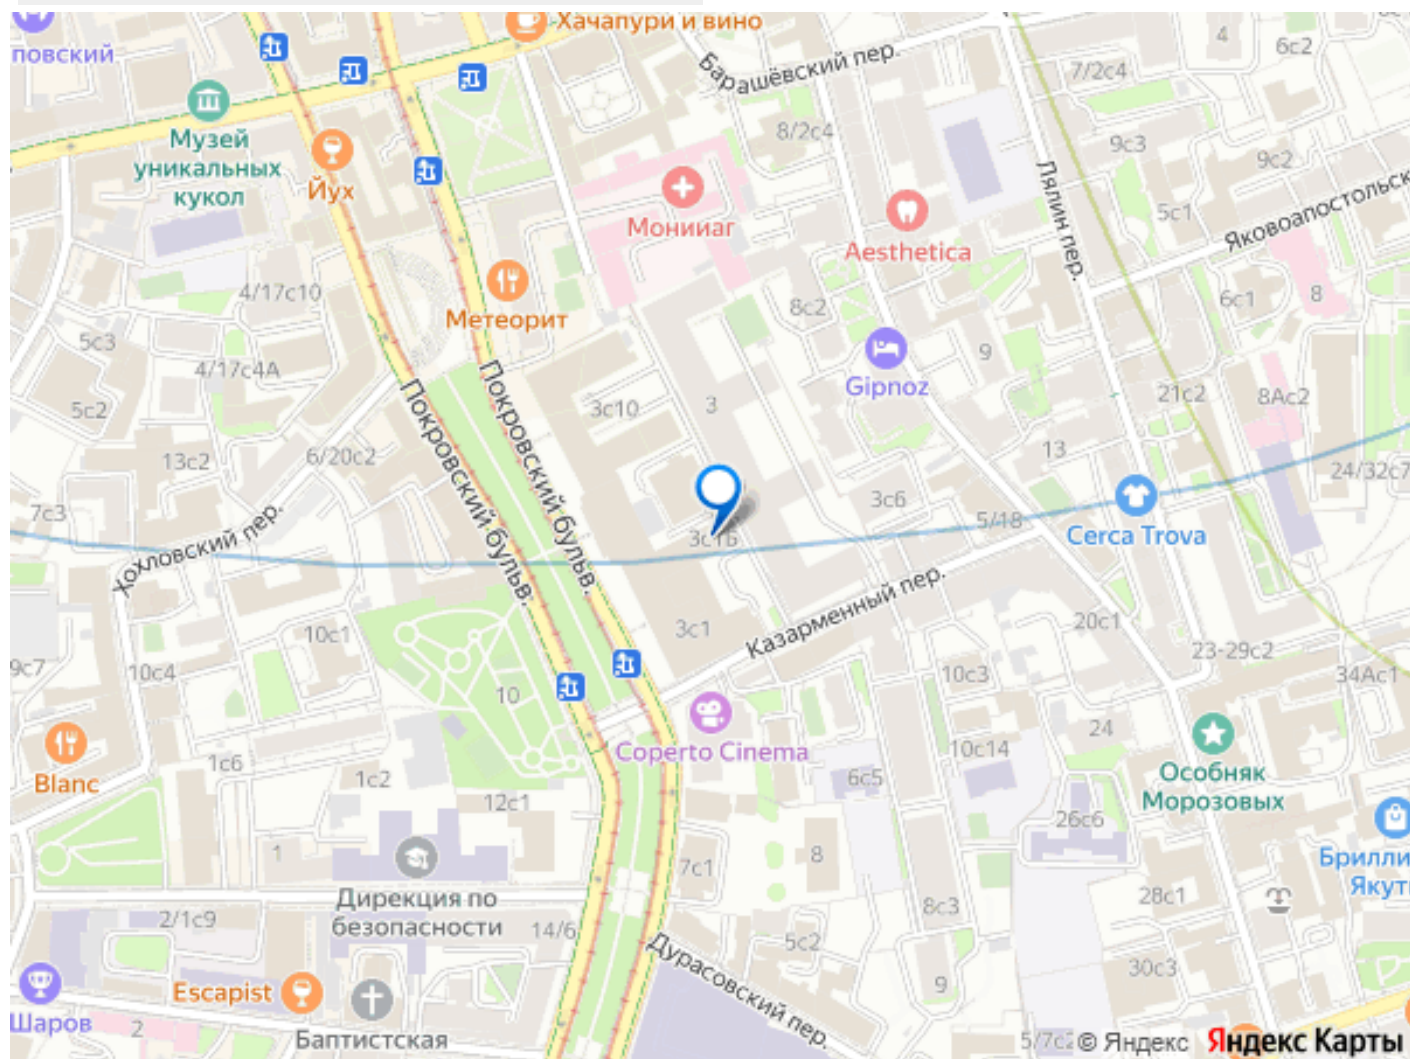 Хачапури и вино
повский
Барашёвский пер.
4
6с2
7/2с4
Музей
уникальных
кукол
8/2с4
9с3
9с2
Йух
Лялин пер.
Монииаг
5с1
Aesthetica
Яковоапостольск
4/17с10
8с2
6с1
8
Метеорит
5с3
9
4/17с4А
Gipnoz
21с2
8Ас2
5с2
Покровский бульв.
Покровский бульв.
3с10
3
13с2
6/20с2
13
24/32с7
7с3
3с6
5/18
Хохловский пер.
3с1Б
Cerca Trova
Казарменный пер.
10с1
3с1
20с1
9с7
10с4
23-29с2
10с3
34Ас1
10
24
Coperto Cinema
10с14
1с6
Blanc
1с2
6с5
Особняк
Морозовых
12с1
26с6
1
7с1
8
Брилли
Якут
Дирекция по
безопасности
28с1
2/1с9
14/6
8с3
5с2
Дурасовский пер.
30с3
9
Escapist
Шаров
2
Баптистская
5/7с2
© Яндекс
Яндекс Карты